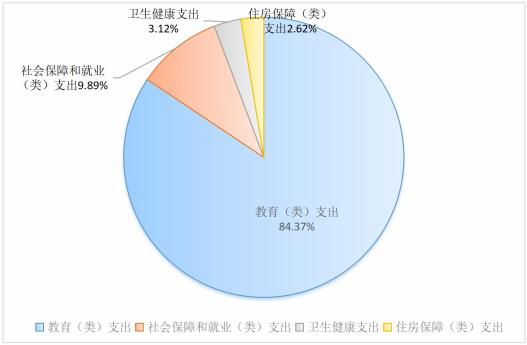 卫生健康支出
3.12%
住房保障（类）
支出2.62%
社会保障和就业
（类）支出9.89%
教育（类）支出
84.37%
教育（类）支出 社会保障和就业（类）支出 卫生健康支出 住房保障（类）支出